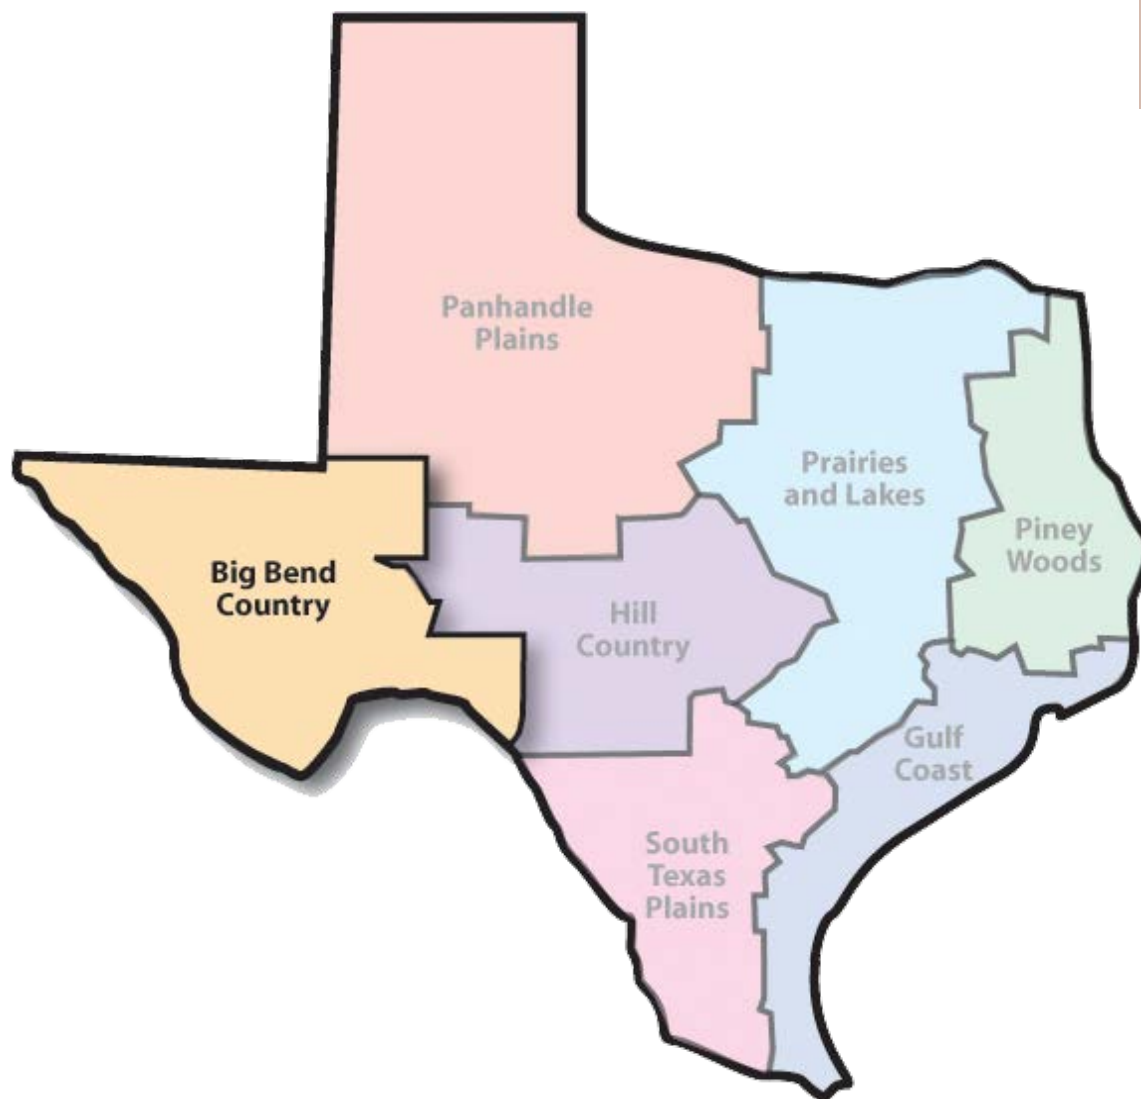 Panhandle
Plains
Prairies
and Lakes
Piney
Woods
Big Bend
Country
Hill
Country
Gulf
Coast
South
Texas
Plains